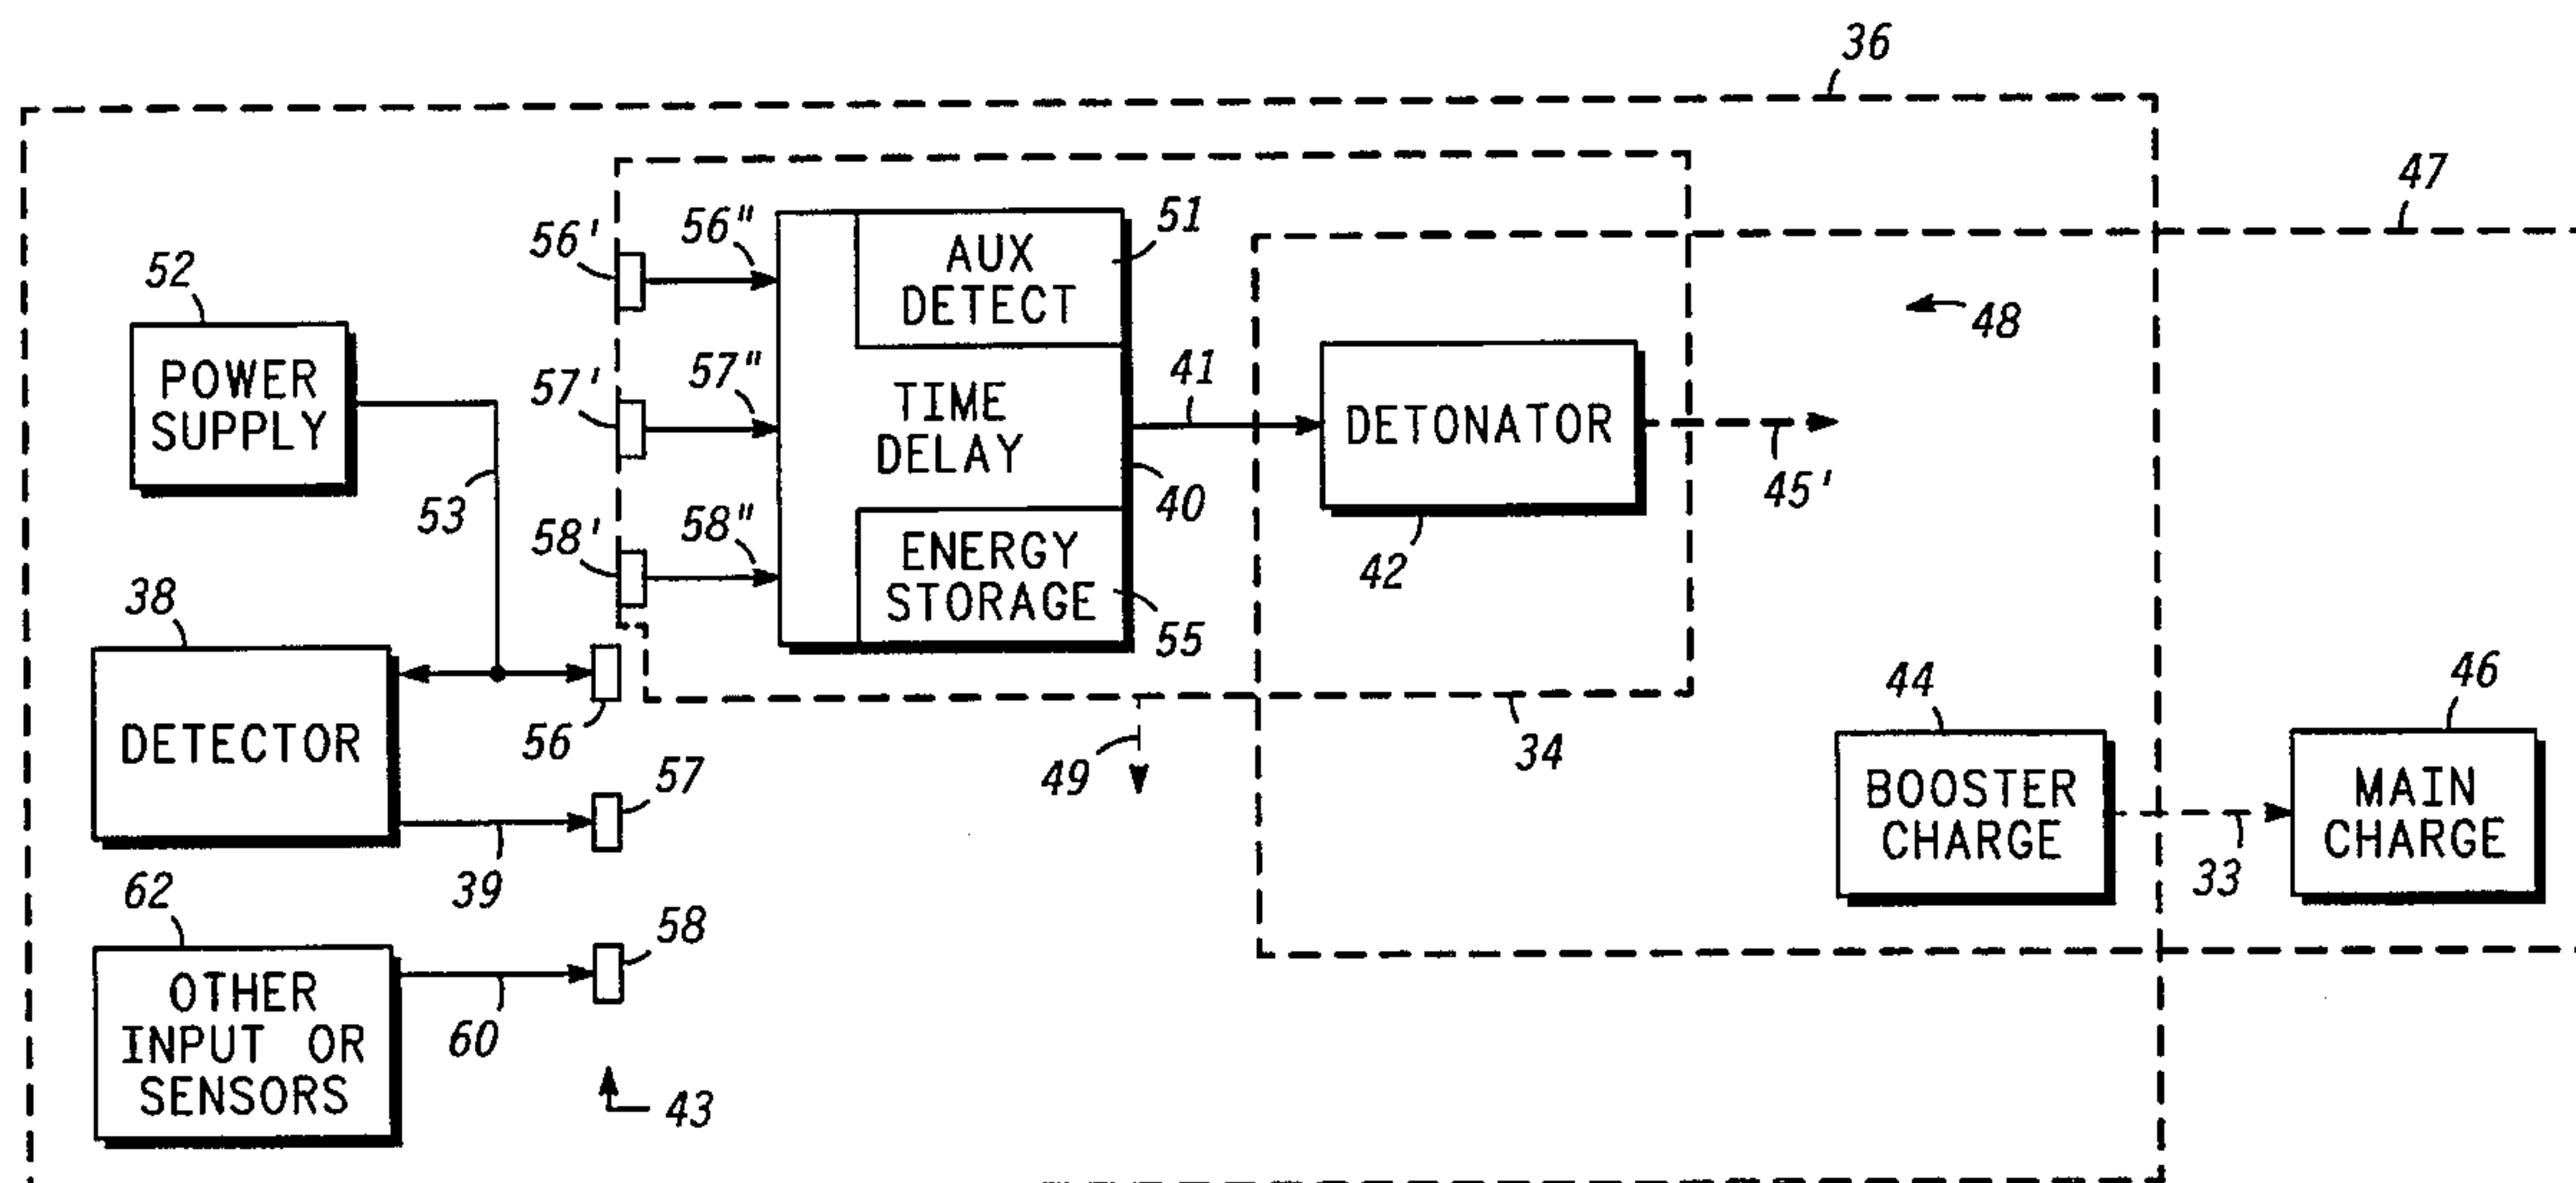 36
47
56'
56"
51
AUX
DETECT
52
POWER
SUPPLY
48
57'
57"
TIME
DELAY
41
DETONATOR
45'
53
58'
58"
40
42
ENERGY
STORAGE
55
38
DETECTOR
56
49
34
44
BOOSTER
CHARGE
46
MAIN
CHARGE
33
57
39
62
OTHER
INPUT OR
SENSORS
58
60
43